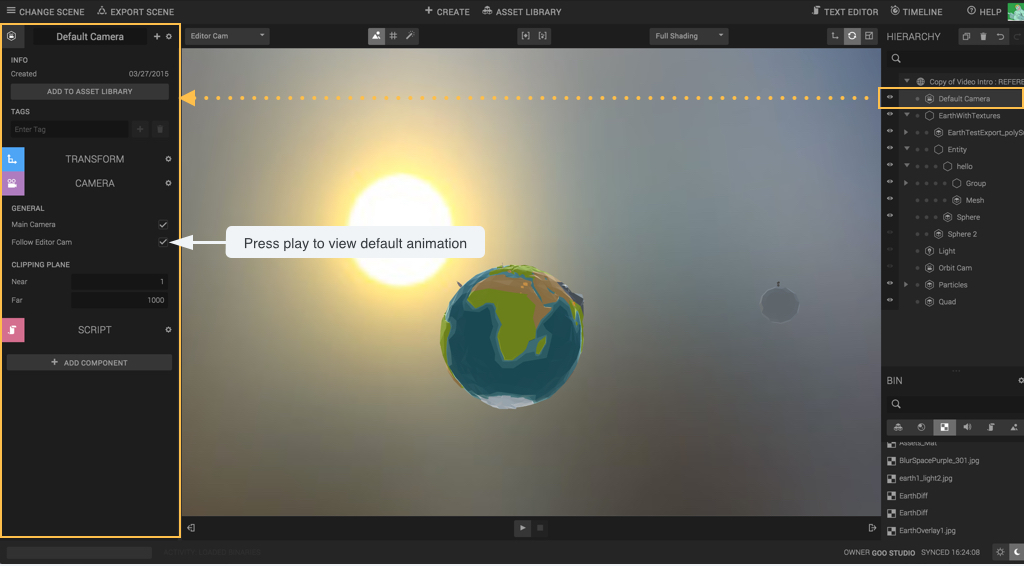 CHANGE SCENE
EXPORT SCENE
CREATE
ASSET LIBRARY
TEXT EDITOR
TIMELINE
HELP
Default Camera
INFO
Created 03/27/2015
ADD TO ASSET LIBRARY
TAGS
Enter Tag
TRANSFORM
CAMERA
GENERAL
Main Camera
Follow Editor Cam
CLIPPING PLANE
Near 1
Far 1000
SCRIPT
ADD COMPONENT
Editor Cam
Full Shading
Press play to view default animation
HIERARCHY
Copy of Video Intro : REFERE
Default Camera
EarthWithTextures
EarthTestExport_polyS
Entity
hello
Group
Mesh
Sphere
Sphere 2
Light
Orbit Cam
Particles
Quad
BIN
Assets_Mat
BlurSpacePurple_301.jpg
earth1_light2.jpg
EarthDiff
EarthDiff
EarthOverlay1.jpg
OWNER GOO STUDIO SYNCED 16:24:08